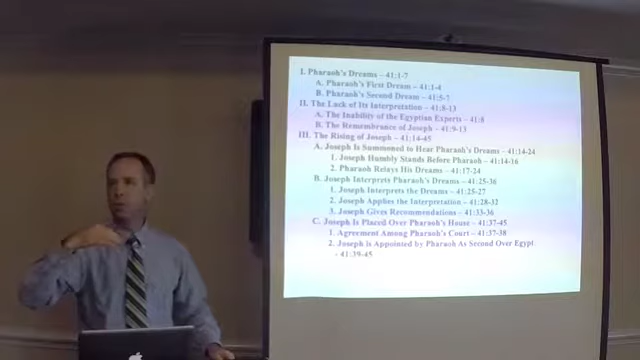 I. Pharaoh's Dreams – 41:1-7
A. Pharaoh's First Dream – 41:1-4
B. Pharaoh's Second Dream – 41:5-7
II. The Lack of Its Interpretation – 41:8-13
A. The Inability of the Egyptian Experts – 41:8
B. The Remembrance of Joseph – 41:9-13
III. The Rising of Joseph – 41:14-45
A. Joseph Is Summoned to Hear Pharaoh's Dreams – 41:14-24
1. Joseph Humbly Stands Before Pharaoh – 41:14-16
2. Pharaoh Relays His Dreams – 41:17-24
B. Joseph Interprets Pharaoh's Dreams – 41:25-36
1. Joseph Interprets the Dreams – 41:25-27
2. Joseph Applies the Interpretation – 41:28-32
3. Joseph Gives Recommendations – 41:33-36
C. Joseph Is Placed Over Pharaoh's House – 41:37-45
1. Agreement Among Pharaoh's Court – 41:37-38
2. Joseph is Appointed by Pharaoh As Second Over Egypt
– 41:39-45